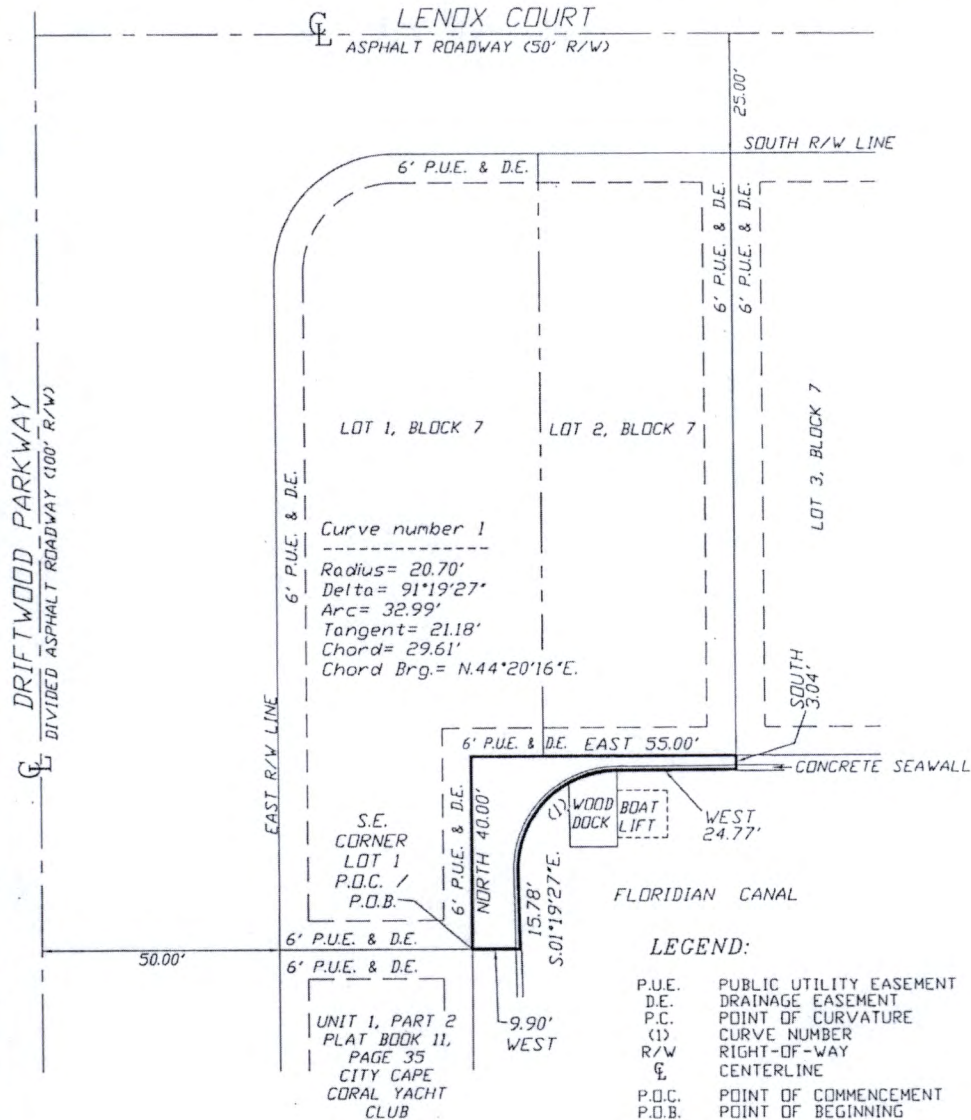 LENOX COURT
ASPHALT ROADWAY (50' R/W)
25.00'
SOUTH R/W LINE
6' P.U.E. & D.E.
6' P.U.E. & D.E.
6' P.U.E. & D.E.
DRIFTWOOD PARKWAY
DIVIDED ASPHALT ROADWAY (100' R/W)
LOT 1, BLOCK 7
LOT 2, BLOCK 7
LOT 3, BLOCK 7
6' P.U.E. & D.E.
Curve number 1
Radius= 20.70'
Delta= 91°19'27"
Arc= 32.99'
Tangent= 21.18'
Chord= 29.61'
Chord Brg.= N.44°20'16"E.
EAST R/W LINE
SOUTH
3.04'
6' P.U.E. & D.E. EAST 55.00'
CONCRETE SEAWALL
WOOD
DOCK
BOAT
LIFT
(1)
WEST
24.77'
S.E.
CORNER
LOT 1
P.O.C. /
P.O.B.
6' P.U.E. & D.E.
NORTH 40.00'
15.78'
S.01°19'27"E.
FLORIDIAN CANAL
50.00'
6' P.U.E. & D.E.
6' P.U.E. & D.E.
9.90'
WEST
UNIT 1, PART 2
PLAT BOOK 11,
PAGE 35
CITY CAPE
CORAL YACHT
CLUB
LEGEND:
P.U.E. PUBLIC UTILITY EASEMENT
D.E. DRAINAGE EASEMENT
P.C. POINT OF CURVATURE
(1) CURVE NUMBER
R/W RIGHT-OF-WAY
℄ CENTERLINE
P.O.C. POINT OF COMMENCEMENT
P.O.B. POINT OF BEGINNING